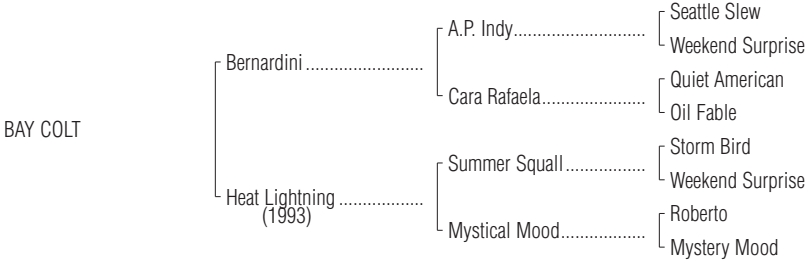 Seattle Slew
A.P. Indy..............................
Weekend Surprise
Bernardini ...........................
Quiet American
Cara Rafaela........................
Oil Fable
BAY COLT
Storm Bird
Summer Squall..................
Weekend Surprise
Heat Lightning ...................
(1993)
Roberto
Mystical Mood...................
Mystery Mood